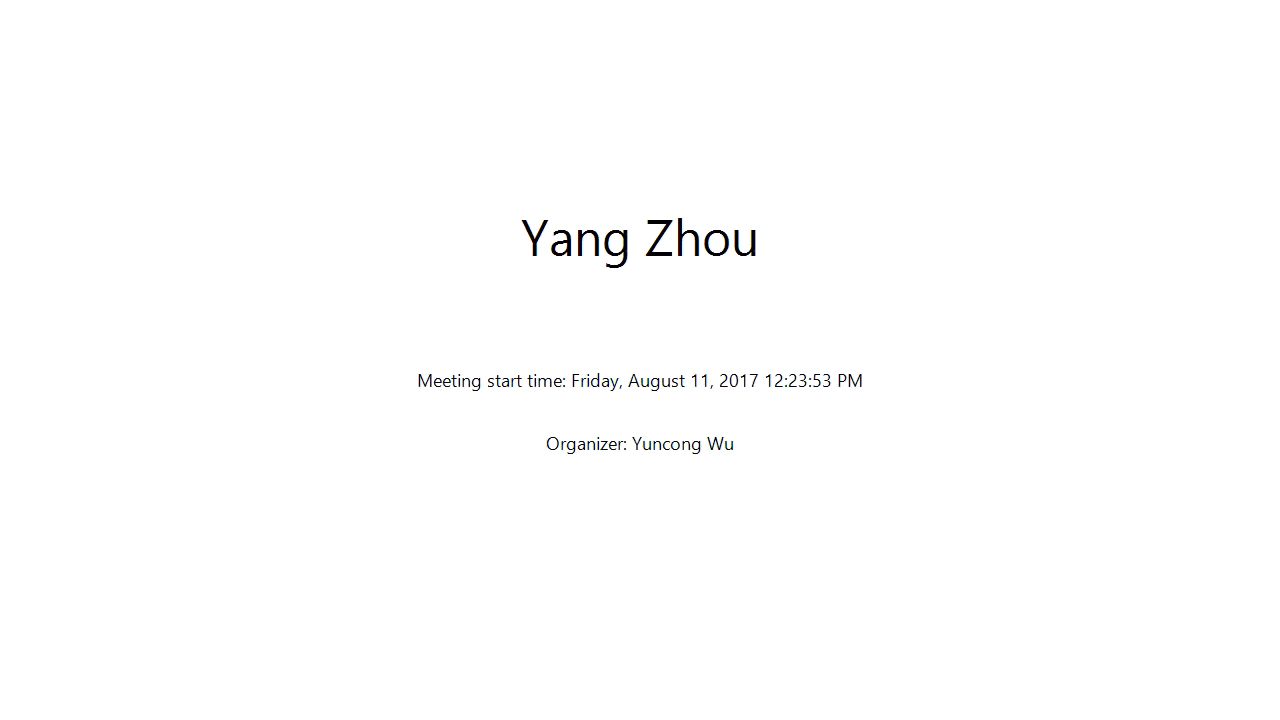 Yang Zhou
Meeting start time: Friday, August 11, 2017 12:23:53 PM
Organizer: Yuncong Wu